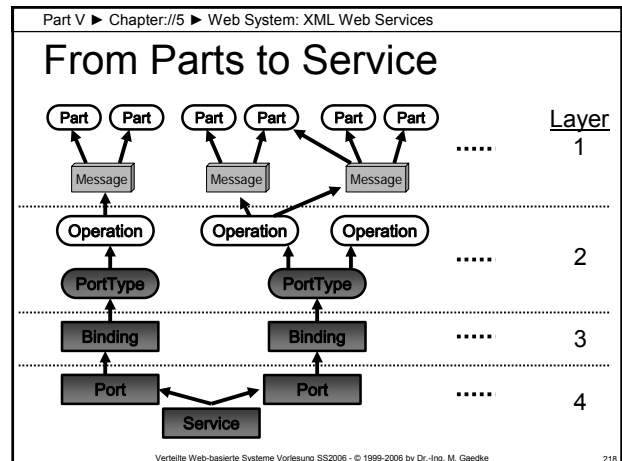 Part V ► Chapter://5 ► Web System: XML Web Services
From Parts to Service
Part Part Part Part Part Part Layer
1
Message Message Message
Operation Operation Operation
2
PortType PortType
Binding Binding 3
Port Port
4
Service
Verteilte Web-basierte Systeme Vorlesung SS2006 - © 1999-2006 by Dr.-Ing. M. Gaedke 218